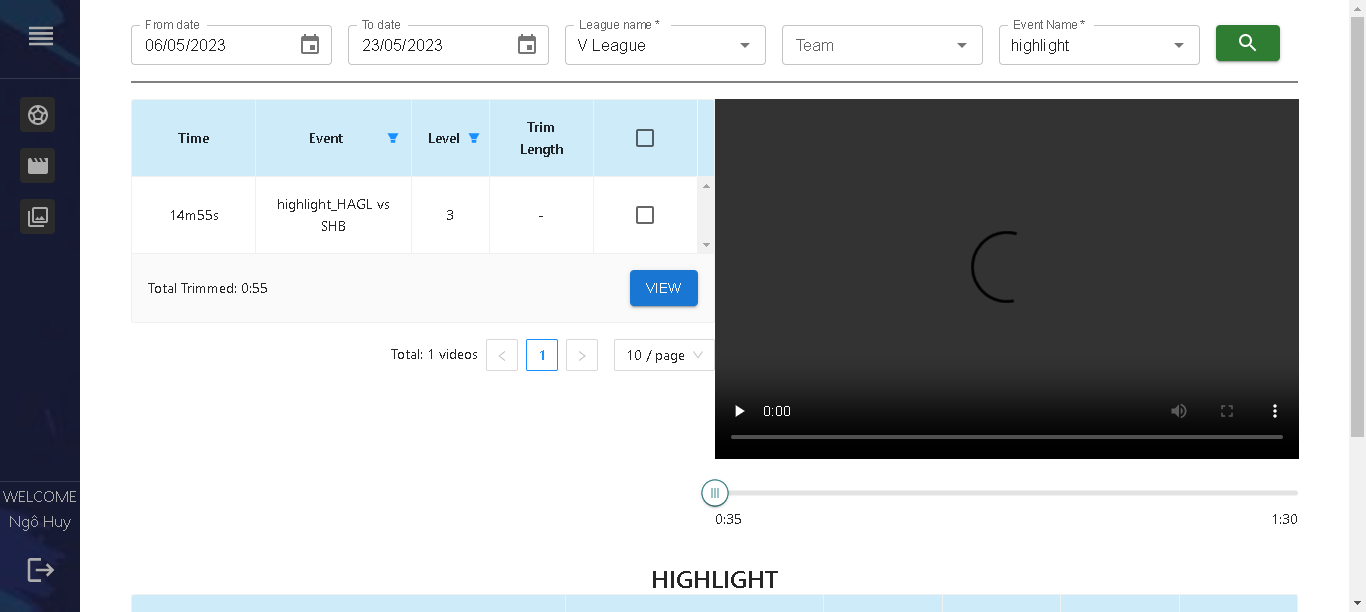 From date
06/05/2023
To date
23/05/2023
League name *
V League
Team
Event Name *
highlight
Time
Event
Level
Trim
Length
14m55s
highlight_HAGL vs
SHB
3
-
Total Trimmed: 0:55
VIEW
Total: 1 videos
<
1
>
10 / page
0:00
0:35
1:30
WELCOME
Ngô Huy
HIGHLIGHT